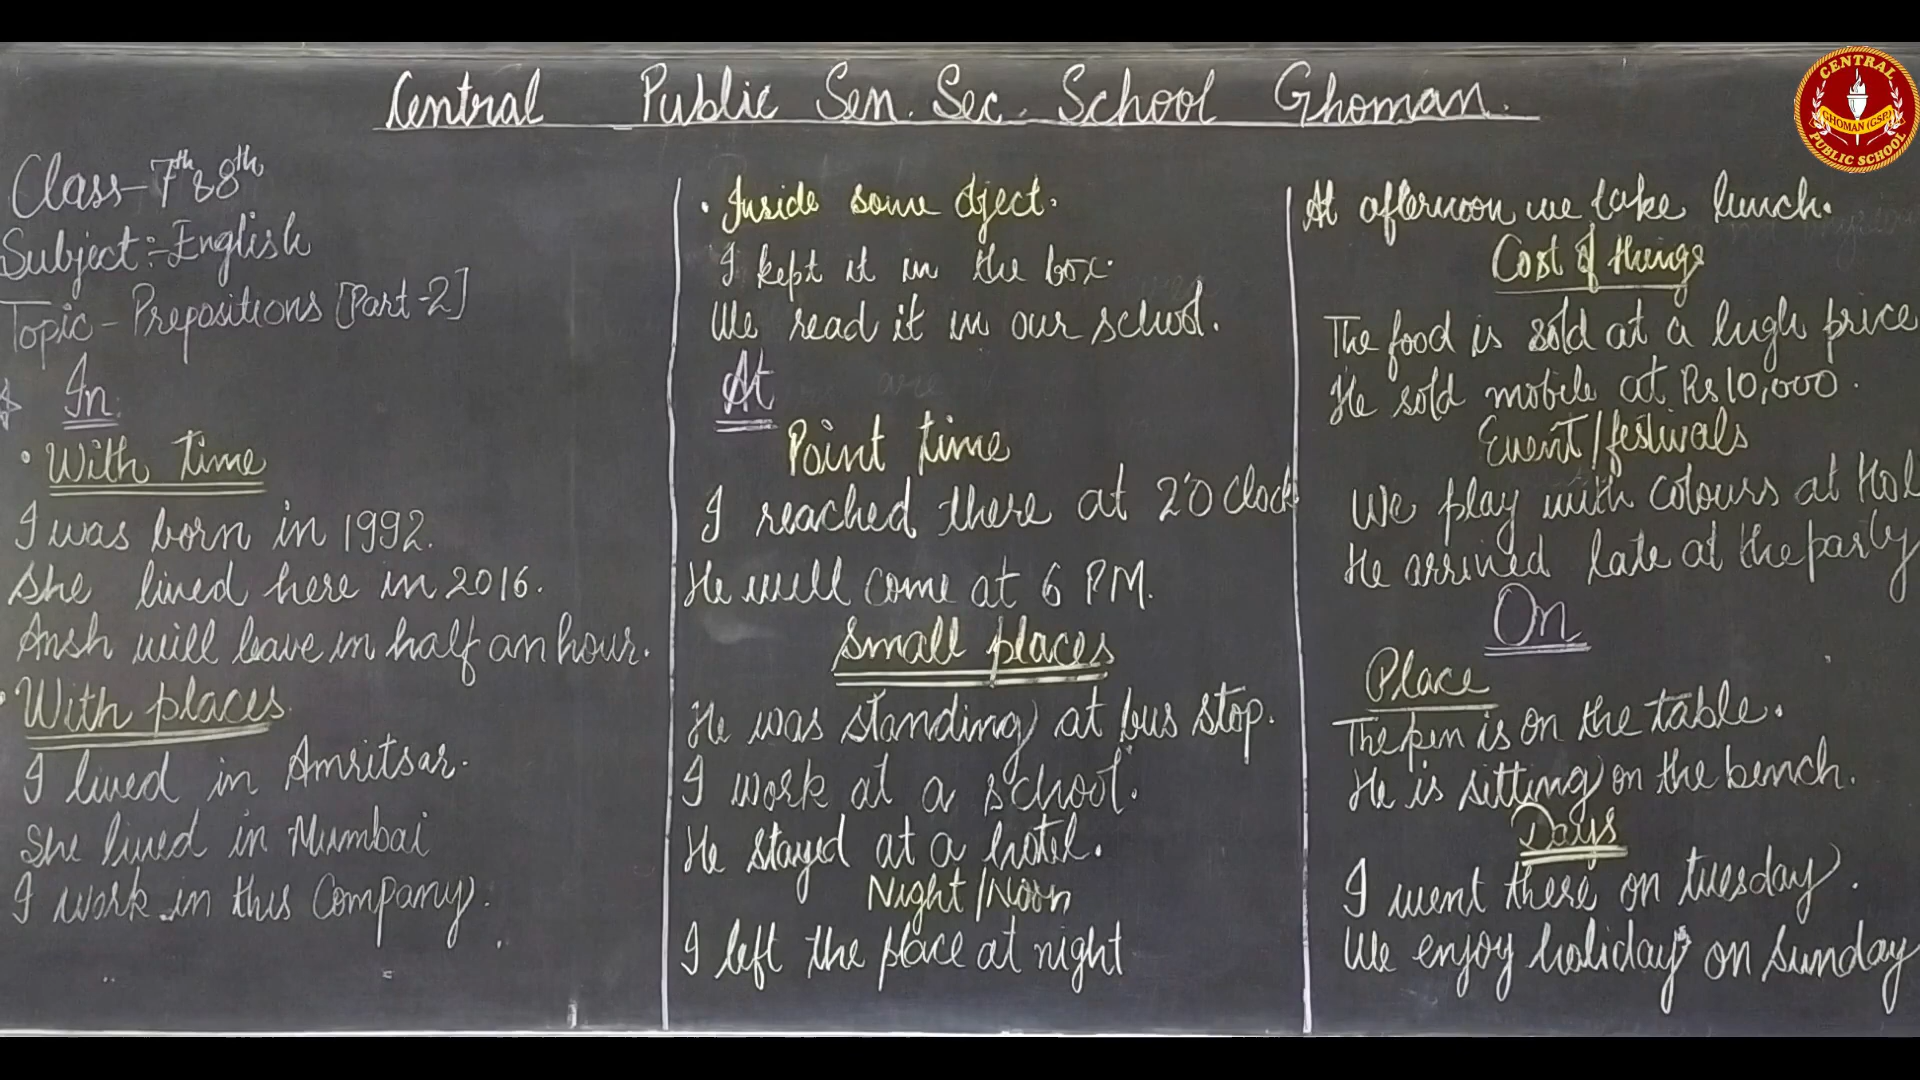 Central Public Sen. Sec. School Ghoman.
CENTRAL
GHOMAN (GSP)
PUBLIC SCHOOL
Class-7th & 8th
Subject:-English
Topic - Prepositions [Part-2]
In
• With time
I was born in 1992.
She lived here in 2016.
Ansh will leave in half an hour.
• With places
I lived in Amritsar.
She lived in Mumbai
I work in this Company.
• Inside some oject.
I kept it in the box.
We read it in our school.
At
Point time
I reached there at 2'O Clock
He will come at 6 PM.
Small places
He was standing at bus stop.
I work at a school.
He stayed at a hotel.
Night/Noon
I left the place at night
At afternoon we take lunch.
Cost of things
The food is sold at a high price
He sold mobile at Rs 10,000.
Event/festivals
We play with colours at Hol
He arrived late at the party
On
Place
The pen is on the table.
He is sitting on the bench.
Days
I went there on tuesday.
We enjoy holiday on sunday